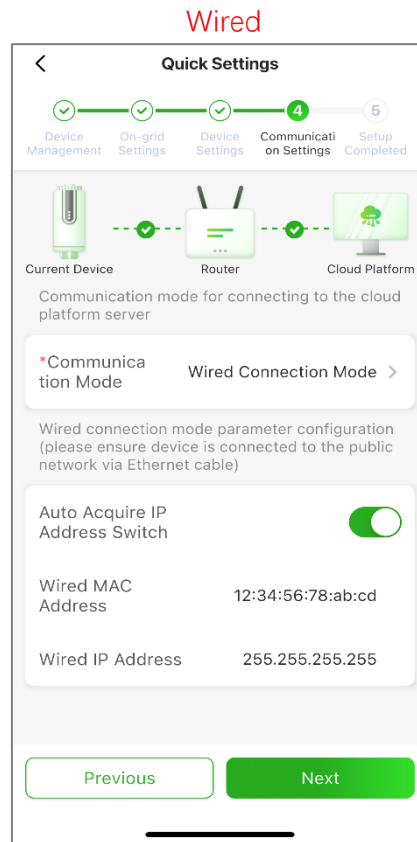 Wired
Quick Settings
4
5
Device
Management
On-grid
Settings
Device
Settings
Communicati
on Settings
Setup
Completed
Current Device
Router
Cloud Platform
Communication mode for connecting to the cloud
platform server
*Communica
tion Mode
Wired Connection Mode
Wired connection mode parameter configuration
(please ensure device is connected to the public
network via Ethernet cable)
Auto Acquire IP
Address Switch
Wired MAC
Address
12:34:56:78:ab:cd
Wired IP Address
255.255.255.255
Previous
Next